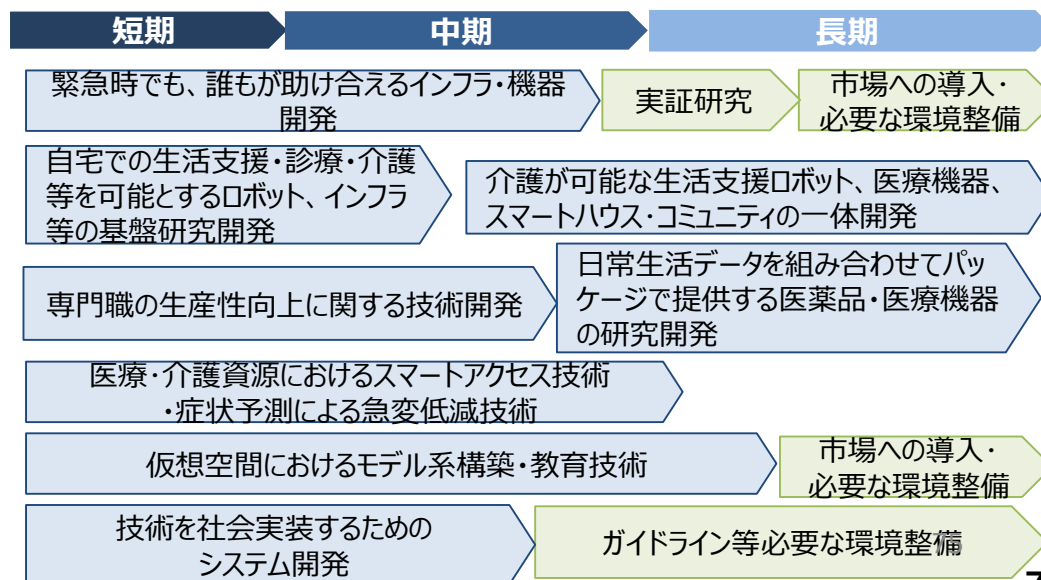 短期
中期
長期
緊急時でも、誰もが助け合えるインフラ・機器
開発
実証研究
市場への導入・
必要な環境整備
自宅での生活支援・診療・介護
等を可能とするロボット、インフラ
等の基盤研究開発
介護が可能な生活支援ロボット、医療機器、
スマートハウス・コミュニティの一体開発
専門職の生産性向上に関する技術開発
日常生活データを組み合わせてパッ
ケージで提供する医薬品・医療機器
の研究開発
医療・介護資源におけるスマートアクセス技術
・症状予測による急変低減技術
仮想空間におけるモデル系構築・教育技術
市場への導入・
必要な環境整備
技術を社会実装するための
システム開発
ガイドライン等必要な環境整備